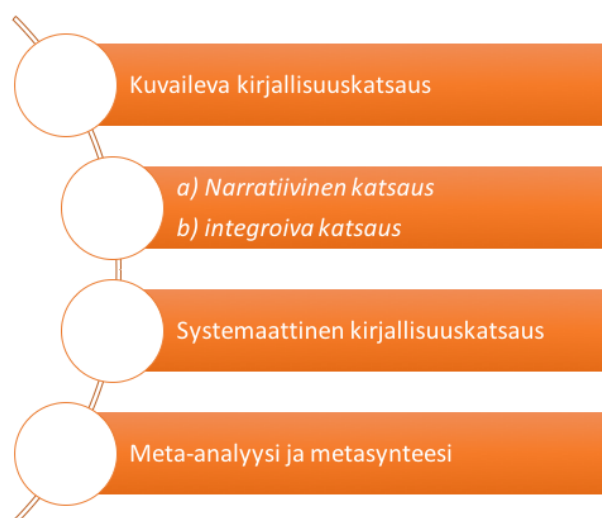 Kuvaileva kirjallisuuskatsaus
a) Narratiivinen katsaus
b) integroiva katsaus
Systemaattinen kirjallisuuskatsaus
Meta-analyysi ja metasynteesi